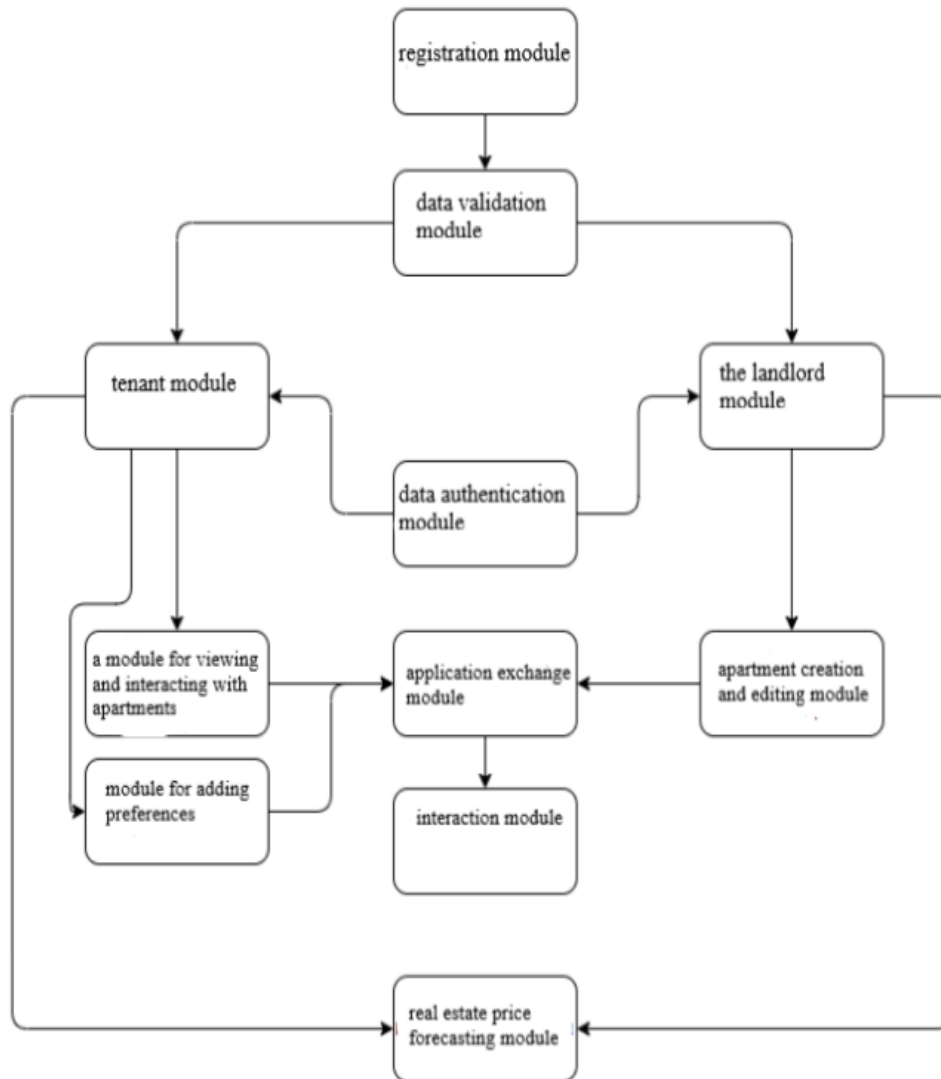 registration module
data validation
module
tenant module
the landlord
module
data authentication
module
a module for viewing
and interacting with
apartments
application exchange
module
apartment creation
and editing module
module for adding
preferences
interaction module
real estate price
forecasting module